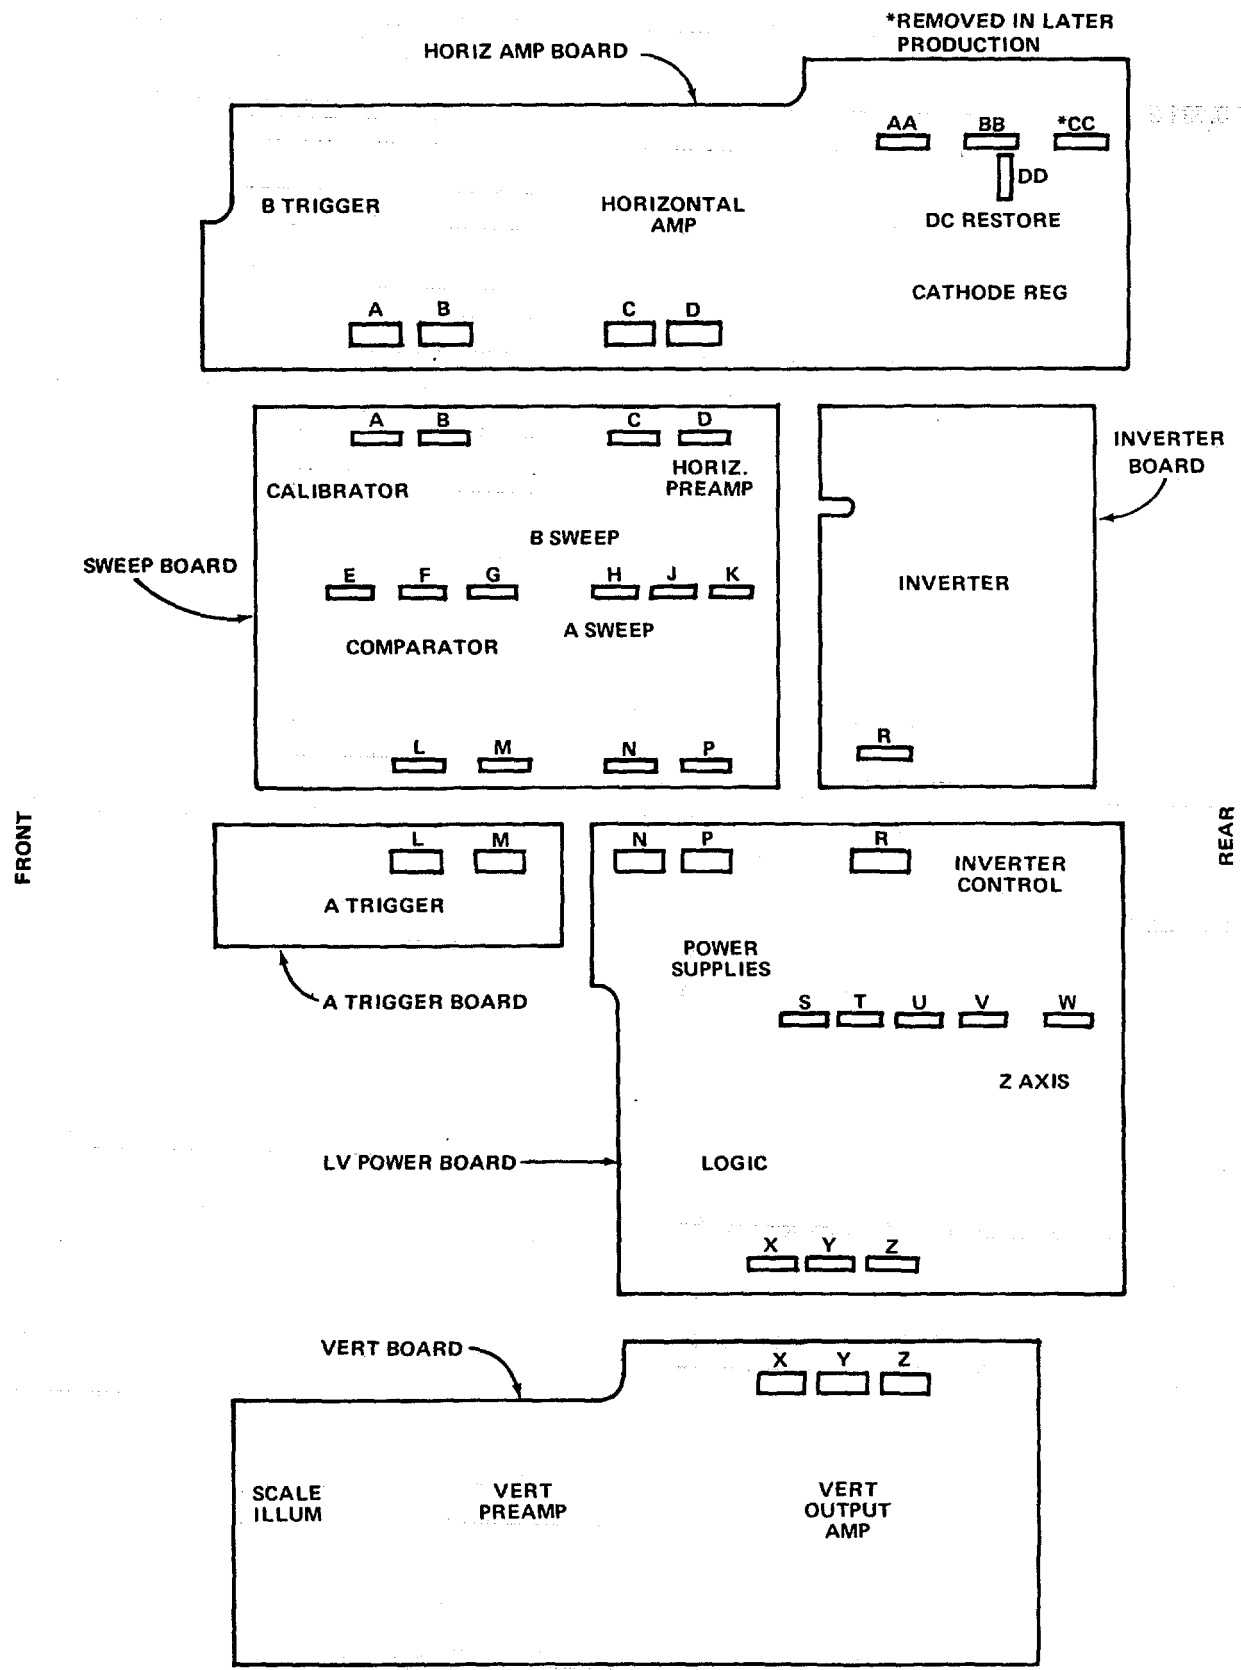 *REMOVED IN LATER
PRODUCTION
HORIZ AMP BOARD
AA BB *CC
DD
B TRIGGER
HORIZONTAL
AMP
DC RESTORE
CATHODE REG
A B C D
A B C D
HORIZ.
PREAMP
CALIBRATOR
INVERTER
BOARD
B SWEEP
SWEEP BOARD
E F G H J K
INVERTER
A SWEEP
COMPARATOR
R
L M N P
FRONT
REAR
L M
A TRIGGER
N P R
INVERTER
CONTROL
POWER
SUPPLIES
A TRIGGER BOARD
S T U V W
Z AXIS
LV POWER BOARD
LOGIC
X Y Z
VERT BOARD
X Y Z
SCALE
ILLUM
VERT
PREAMP
VERT
OUTPUT
AMP